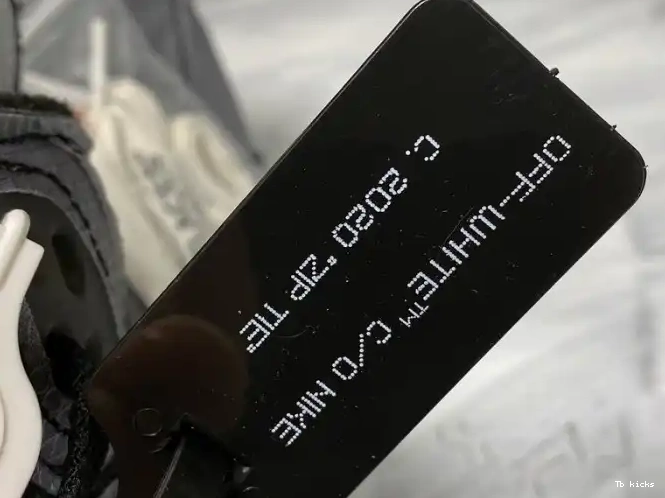 OFF-WHITE™ C/O NIKE
C. 2020 "ZIP TIE"
Tb kicks